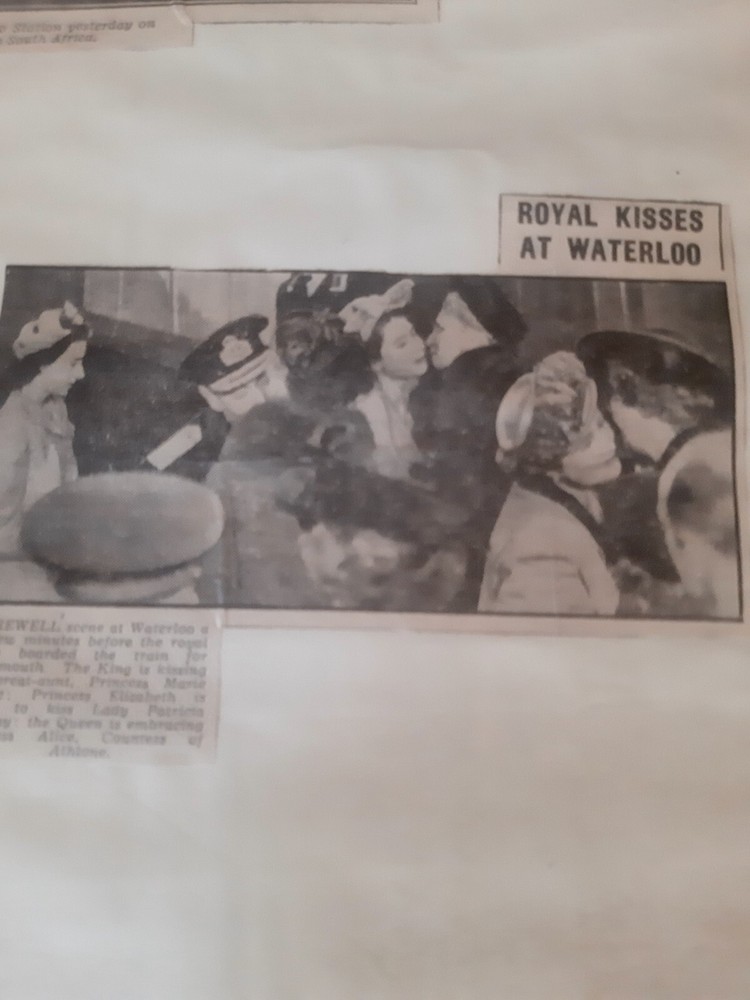 Station yesterday on
South Africa.
ROYAL KISSES
AT WATERLOO
EWELL scene at Waterloo a
minutes before the royal
boarded the train for
mouth. The King is kissing
great-aunt, Princess Marie
: Princess Elizabeth is
to kiss Lady Patricia
: the Queen is embracing
ss Alice, Countess of
Athlone.